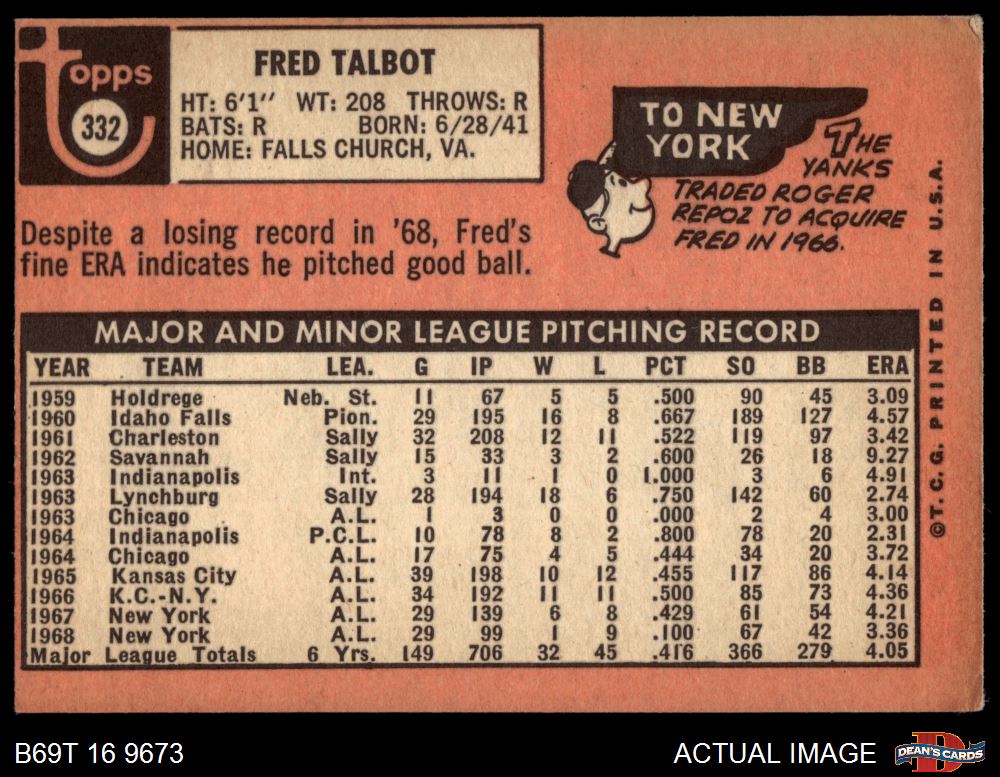 topps
332
FRED TALBOT
HT: 6'1" WT: 208 THROWS: R
BATS: R BORN: 6/28/41
HOME: FALLS CHURCH, VA.
TO NEW
YORK
THE
YANKS
TRADED ROGER
REPOZ TO ACQUIRE
FRED IN 1966.
Despite a losing record in '68, Fred's
fine ERA indicates he pitched good ball.
MAJOR AND MINOR LEAGUE PITCHING RECORD
YEAR TEAM LEA. G IP W L PCT SO BB ERA
1959 Holdrege Neb. St. 11 67 5 5 .500 90 45 3.09
1960 Idaho Falls Pion. 29 195 16 8 .667 189 127 4.57
1961 Charleston Sally 32 208 12 11 .522 119 97 3.42
1962 Savannah Sally 15 33 3 2 .600 26 18 9.27
1963 Indianapolis Int. 3 11 1 0 1.000 3 6 4.91
1963 Lynchburg Sally 28 194 18 6 .750 142 60 2.74
1963 Chicago A.L. 1 3 0 0 .000 2 4 3.00
1964 Indianapolis P.C.L. 10 78 8 2 .800 78 20 2.31
1964 Chicago A.L. 17 75 4 5 .444 34 20 3.72
1965 Kansas City A.L. 39 198 10 12 .455 117 86 4.14
1966 K.C.-N.Y. A.L. 34 192 11 11 .500 85 73 4.36
1967 New York A.L. 29 139 6 8 .429 61 54 4.21
1968 New York A.L. 29 99 1 9 .100 67 42 3.36
Major League Totals 6 Yrs. 149 706 32 45 .416 366 279 4.05
©T.C.G. PRINTED IN U.S.A.
B69T 16 9673
ACTUAL IMAGE
DEAN'S CARDS